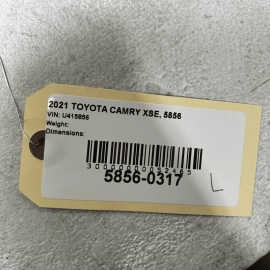 2021 TOYOTA CAMRY XSE, 5856
VIN: U415856
Weight:
Dimensions:
5856-0317
L